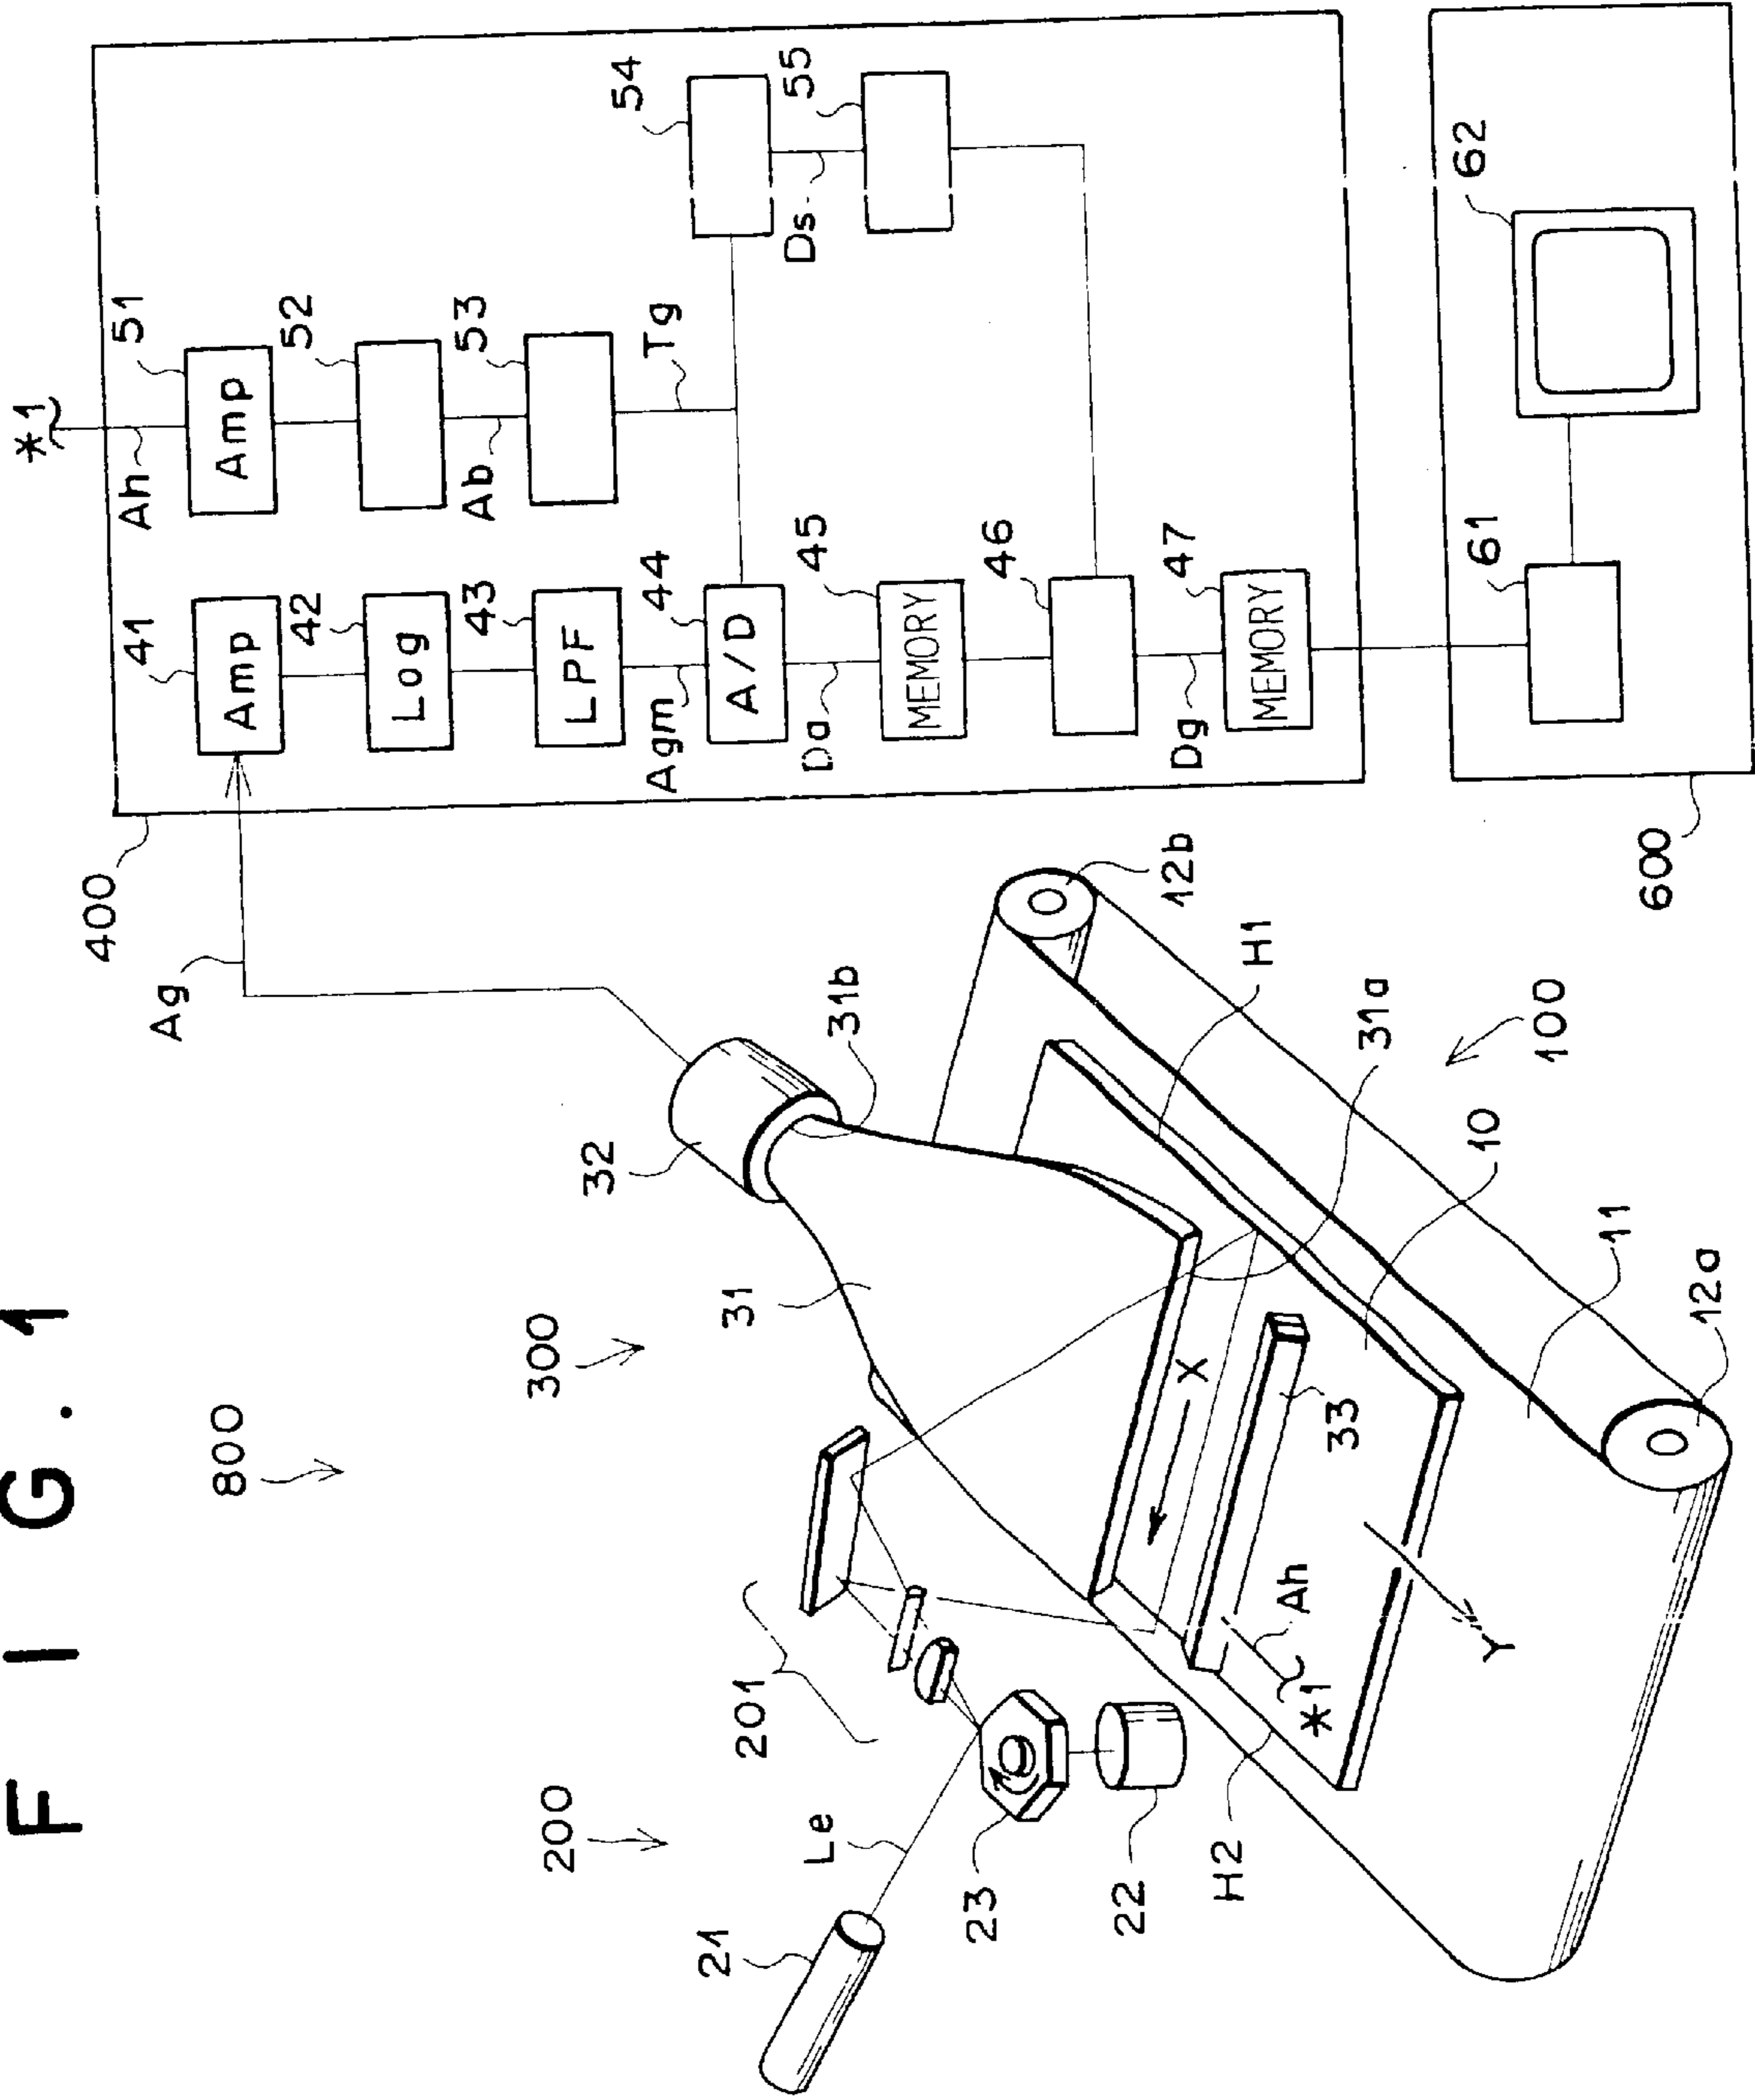 FIG. 1
800
200
201
300
21
Le
23
22
H2
31
32
31b
31a
H1
12b
100
10
11
12a
X
33
Ah
*1
Y
Ag
400
41
Amp
42
Log
43
LPF
Agm
44
A/D
Da
45
MEMORY
46
Dg
47
MEMORY
*1
Ah
51
Amp
52
Ab
53
Tg
54
Ds
55
600
61
62